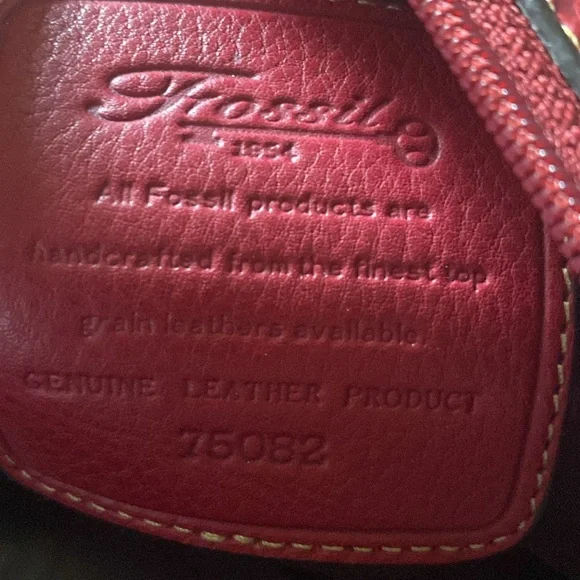 Fossil
1954
All Fossil products are
handcrafted from the finest top
grain leathers available.
GENUINE LEATHER PRODUCT
75082